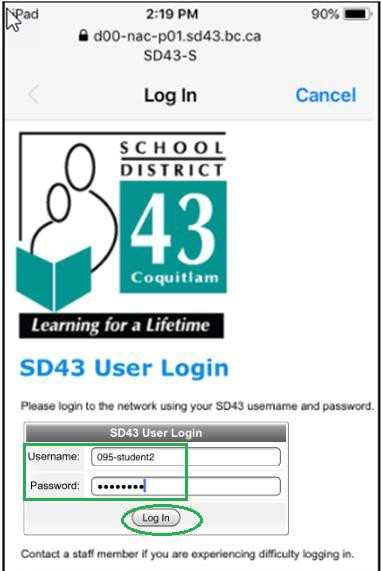 iPad 2:19 PM 90%
d00-nac-p01.sd43.bc.ca
SD43-S
Log In Cancel
SCHOOL
DISTRICT
43
Coquitlam
Learning for a Lifetime
SD43 User Login
Please login to the network using your SD43 username and password.
SD43 User Login
Username: 095-student2
Password: ••••••••
Log In
Contact a staff member if you are experiencing difficulty logging in.